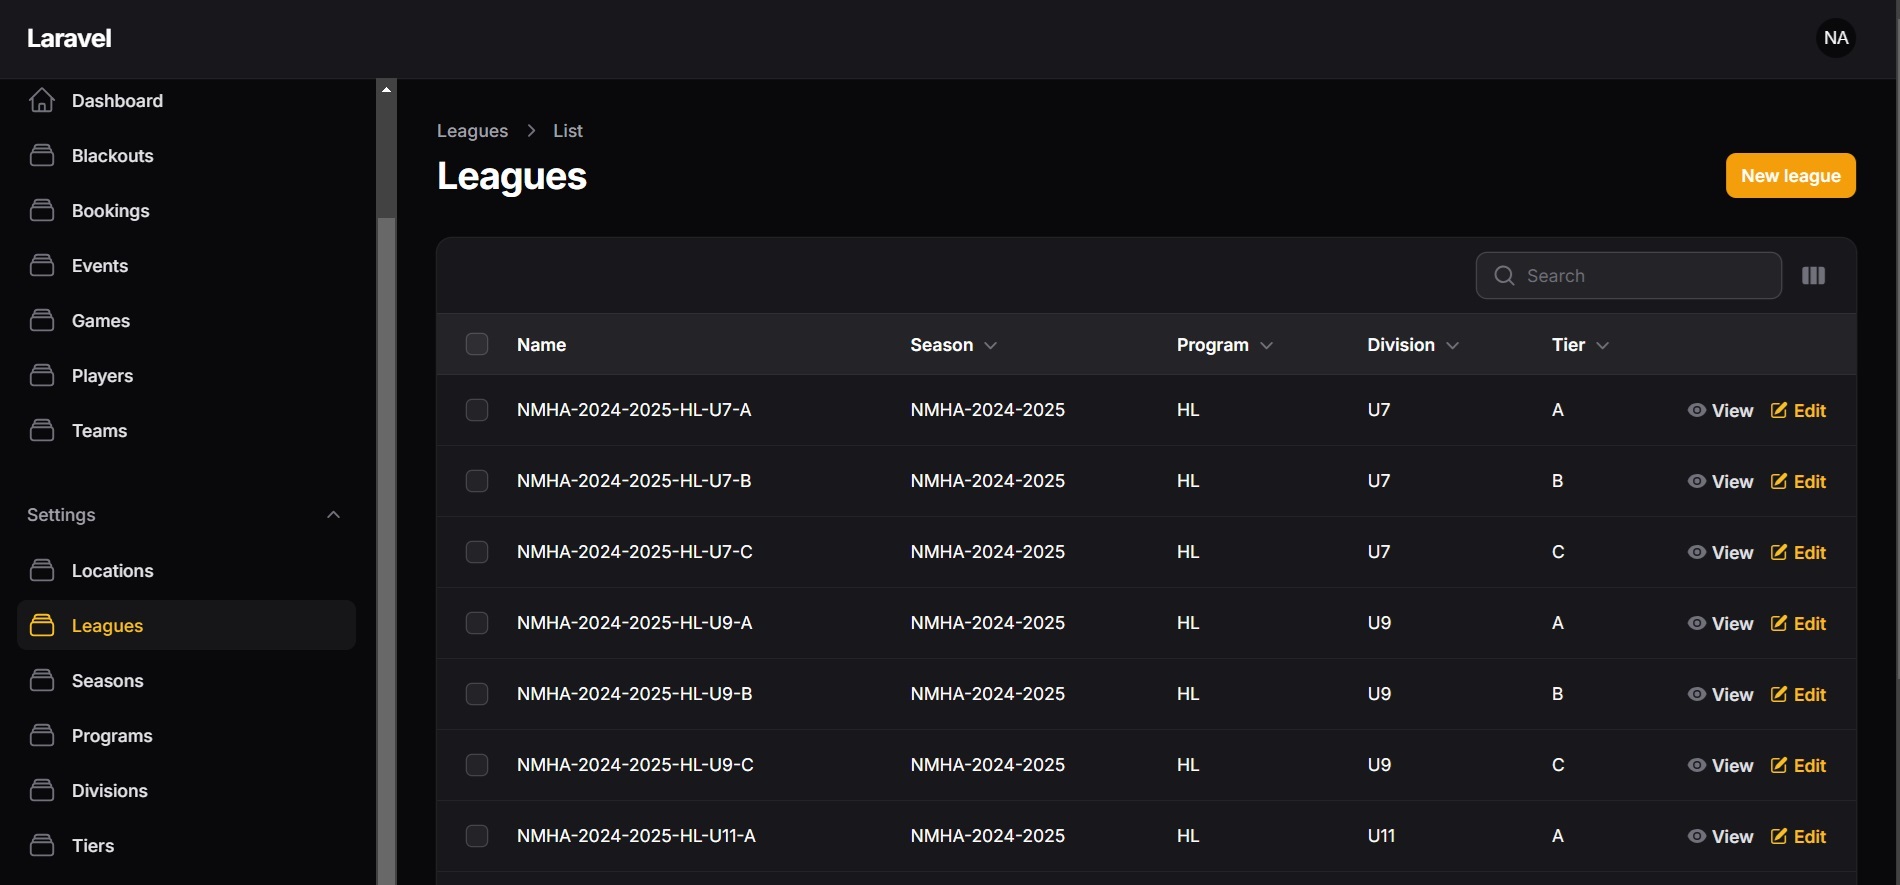 Laravel
NA
Dashboard
Blackouts
Bookings
Events
Games
Players
Teams
Settings
Locations
Leagues
Seasons
Programs
Divisions
Tiers
Leagues > List
Leagues
New league
Search
Name Season Program Division Tier
NMHA-2024-2025-HL-U7-A NMHA-2024-2025 HL U7 A View Edit
NMHA-2024-2025-HL-U7-B NMHA-2024-2025 HL U7 B View Edit
NMHA-2024-2025-HL-U7-C NMHA-2024-2025 HL U7 C View Edit
NMHA-2024-2025-HL-U9-A NMHA-2024-2025 HL U9 A View Edit
NMHA-2024-2025-HL-U9-B NMHA-2024-2025 HL U9 B View Edit
NMHA-2024-2025-HL-U9-C NMHA-2024-2025 HL U9 C View Edit
NMHA-2024-2025-HL-U11-A NMHA-2024-2025 HL U11 A View Edit